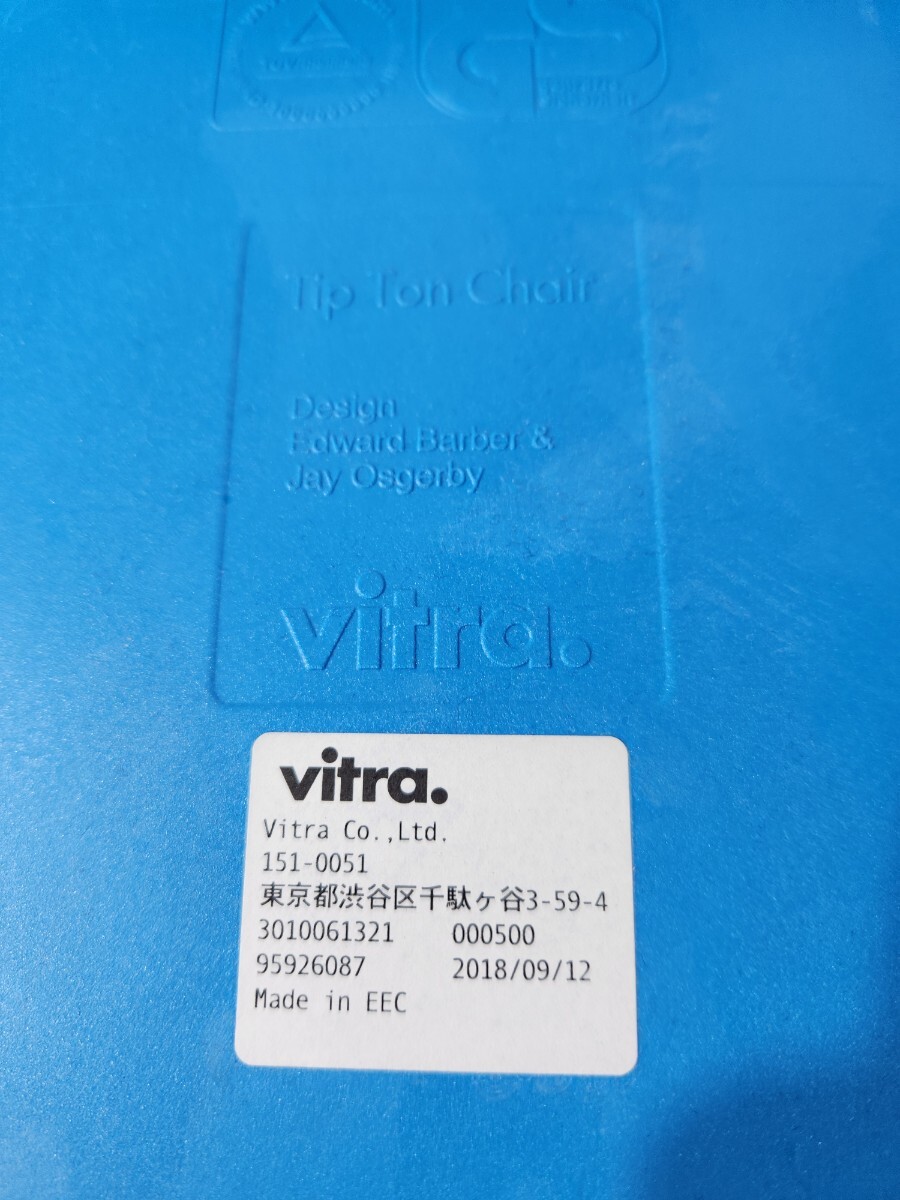 Tip Ton Chair
Design
Edward Barber &
Jay Osgerby
vitra.
vitra.
Vitra Co.,Ltd.
151-0051
東京都渋谷区千駄ヶ谷3-59-4
3010061321 000500
95926087 2018/09/12
Made in EEC